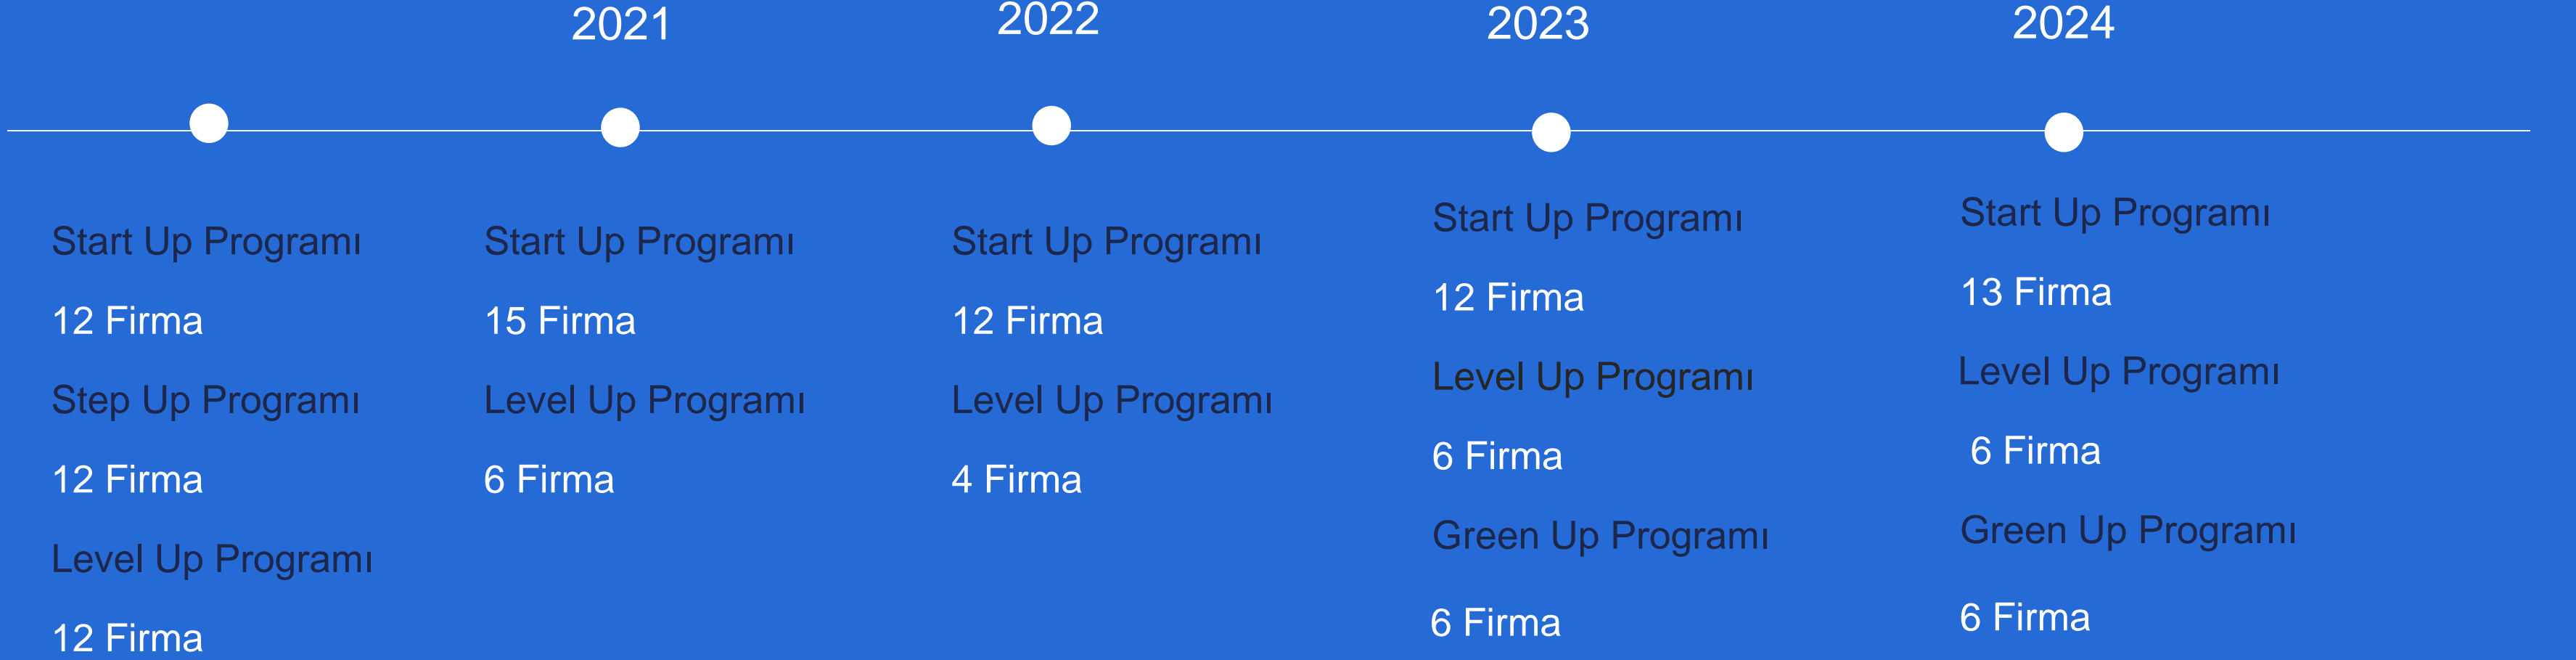 2021
2022
2023
2024
Start Up Programı
12 Firma
Step Up Programı
12 Firma
Level Up Programı
12 Firma
Start Up Programı
15 Firma
Level Up Programı
6 Firma
Start Up Programı
12 Firma
Level Up Programı
4 Firma
Start Up Programı
12 Firma
Level Up Programı
6 Firma
Green Up Programı
6 Firma
Start Up Programı
13 Firma
Level Up Programı
6 Firma
Green Up Programı
6 Firma